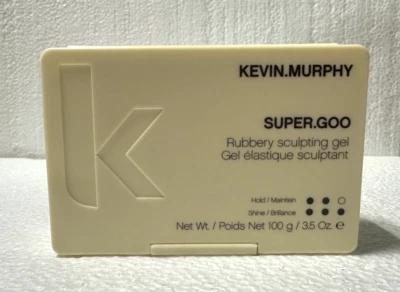 KEVIN.MURPHY
SUPER.GOO
Rubbery sculpting gel
Gel élastique sculptant
Hold / Maintien
Shine / Brillance
Net Wt. / Poids Net 100 g / 3.5 Oz. e